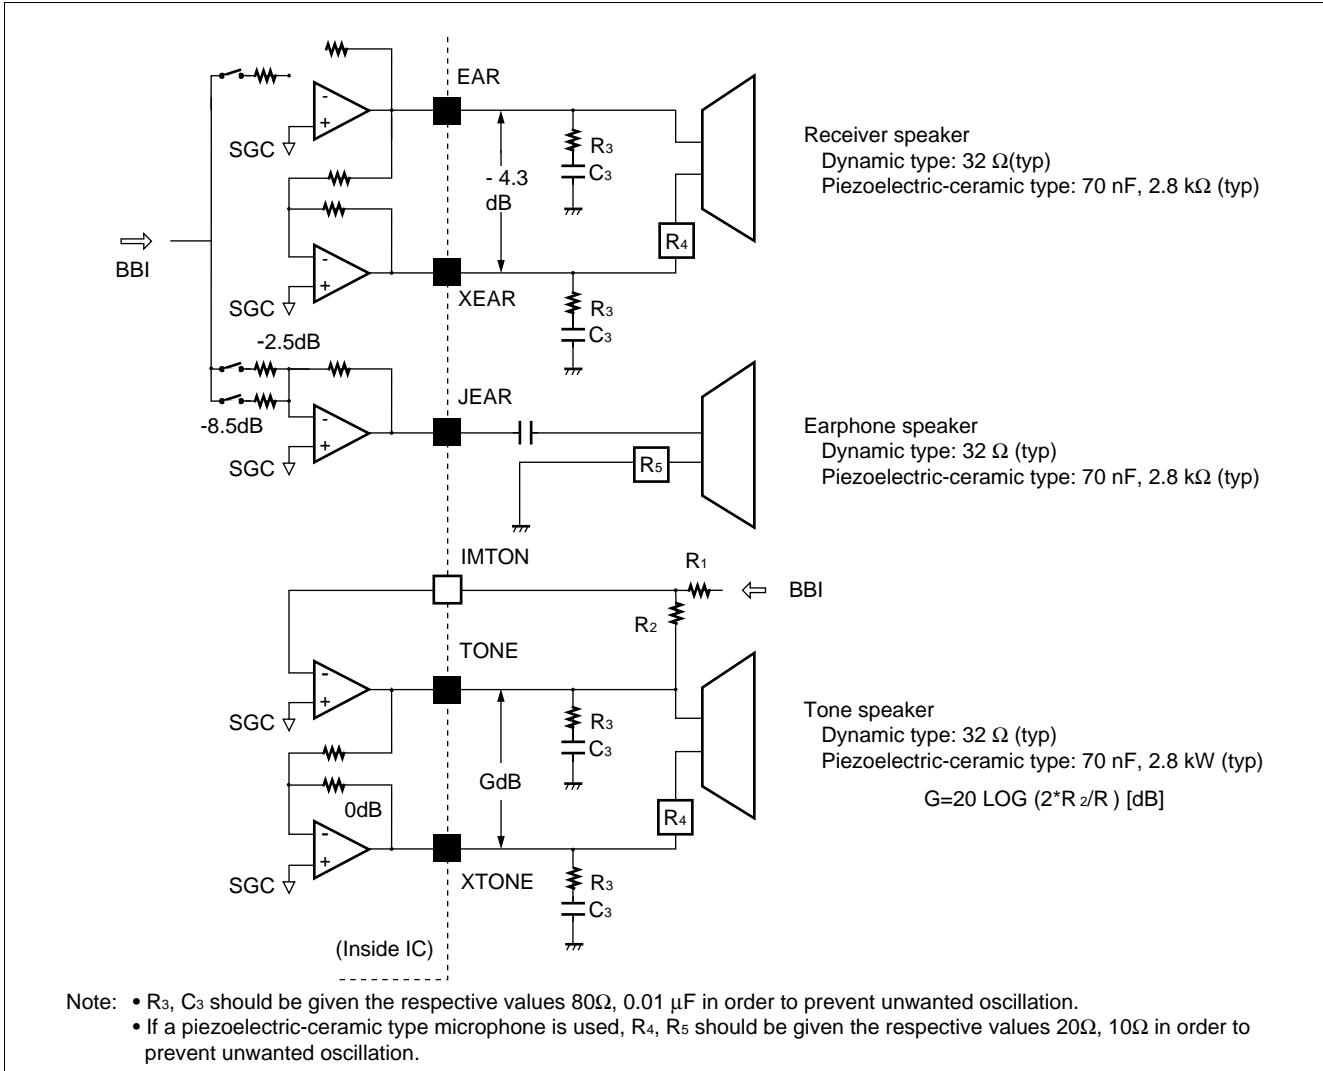 EAR
SGC
R3
C3
- 4.3
dB
Receiver speaker
Dynamic type: 32 Ω(typ)
Piezoelectric-ceramic type: 70 nF, 2.8 kΩ (typ)
R4
BBI
SGC
XEAR
R3
C3
-2.5dB
JEAR
-8.5dB
SGC
R5
Earphone speaker
Dynamic type: 32 Ω (typ)
Piezoelectric-ceramic type: 70 nF, 2.8 kΩ (typ)
IMTON
R1
BBI
R2
TONE
SGC
R3
C3
GdB
0dB
R4
Tone speaker
Dynamic type: 32 Ω (typ)
Piezoelectric-ceramic type: 70 nF, 2.8 kW (typ)
G=20 LOG (2*R 2/R ) [dB]
SGC
XTONE
R3
C3
(Inside IC)
Note: • R3, C3 should be given the respective values 80Ω, 0.01 μF in order to prevent unwanted oscillation.
• If a piezoelectric-ceramic type microphone is used, R4, R5 should be given the respective values 20Ω, 10Ω in order to
prevent unwanted oscillation.